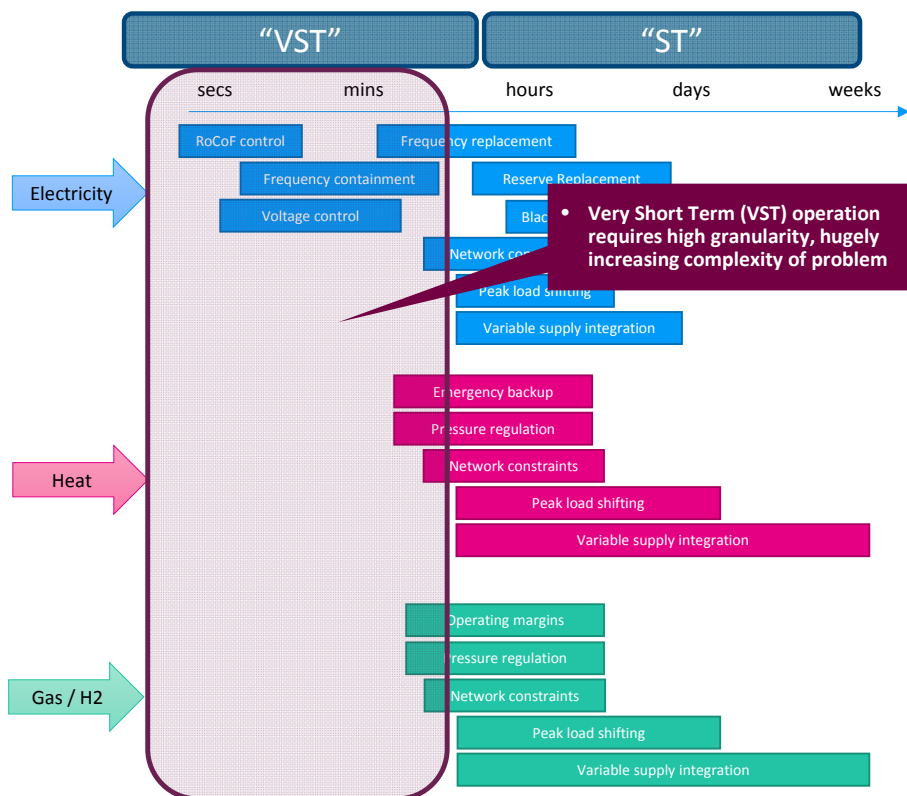 “VST”
“ST”
secs
mins
hours
days
weeks
RoCoF control
Frequency replacement
Frequency containment
Reserve Replacement
Electricity
Voltage control
• Very Short Term (VST) operation
requires high granularity, hugely
increasing complexity of problem
Peak load shifting
Variable supply integration
Emergency backup
Pressure regulation
Network constraints
Heat
Peak load shifting
Variable supply integration
Operating margins
Pressure regulation
Network constraints
Gas / H2
Peak load shifting
Variable supply integration